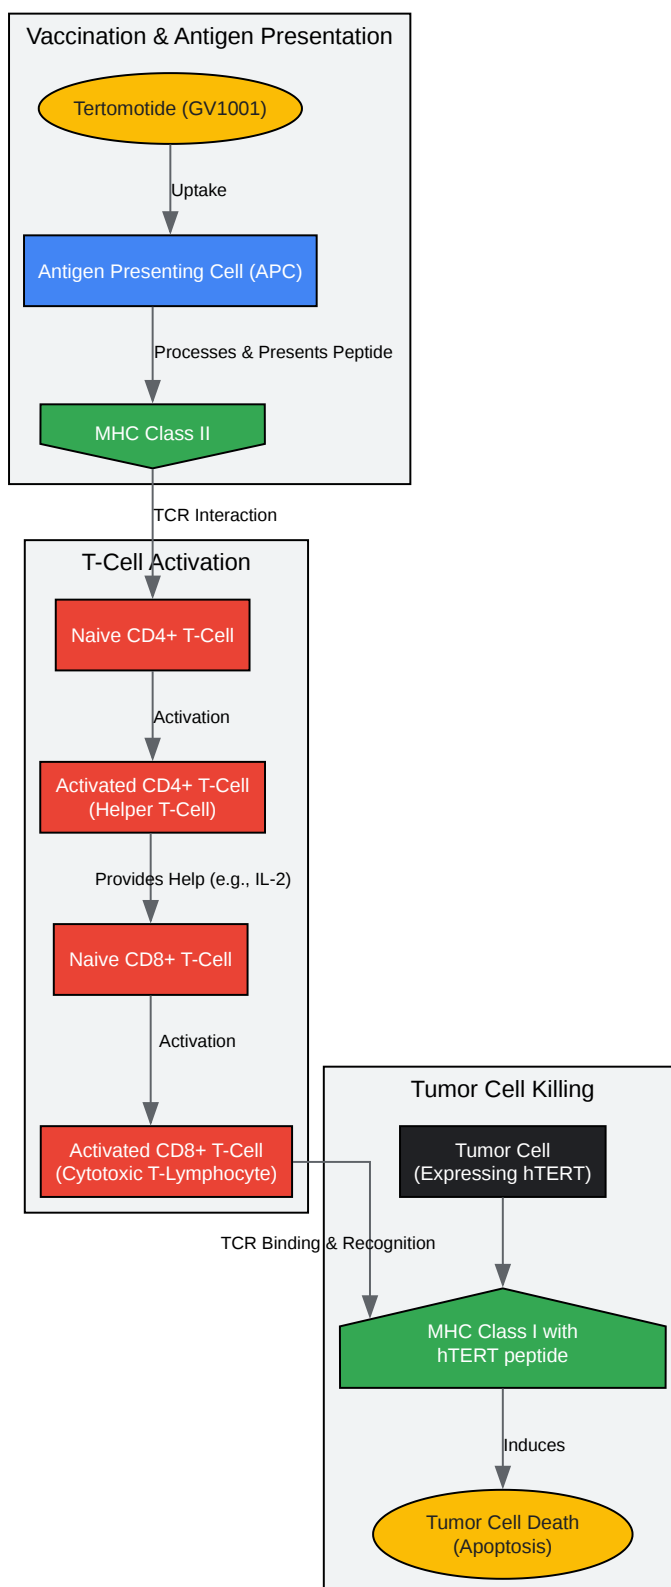 Vaccination & Antigen Presentation
Tertomotide (GV1001)
Uptake
Antigen Presenting Cell (APC)
Processes & Presents Peptide
MHC Class II
TCR Interaction
T-Cell Activation
Naive CD4+ T-Cell
Activation
Activated CD4+ T-Cell
(Helper T-Cell)
Provides Help (e.g., IL-2)
Naive CD8+ T-Cell
Activation
Activated CD8+ T-Cell
(Cytotoxic T-Lymphocyte)
Tumor Cell Killing
Tumor Cell
(Expressing hTERT)
TCR Binding & Recognition
MHC Class I with
hTERT peptide
Induces
Tumor Cell Death
(Apoptosis)